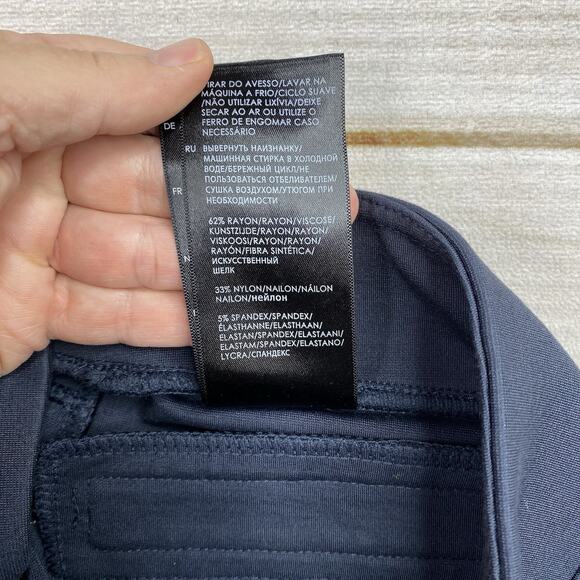 VIRAR DO AVESSO/LAVAR NA
MÁQUINA A FRIO/CICLO SUAVE
/NÃO UTILIZAR LIXÍVIA/DEIXE
SECAR AO AR OU UTILIZE O
FERRO DE ENGOMAR CASO
NECESSÁRIO
DE
RU
ВЫВЕРНУТЬ НАИЗНАНКУ/
МАШИННАЯ СТИРКА В ХОЛОДНОЙ
ВОДЕ/БЕРЕЖНЫЙ ЦИКЛ/НЕ
ПОЛЬЗОВАТЬСЯ ОТБЕЛИВАТЕЛЕМ/
СУШКА ВОЗДУХОМ/УТЮГОМ ПРИ
НЕОБХОДИМОСТИ
FR
62% RAYON/RAYON/VISCOSE/
KUNSTZIJDE/RAYON/RAYON/
VISKOOSI/RAYON/RAYON/
RAYÓN/FIBRA SINTÉTICA/
ИСКУССТВЕННЫЙ
ШЕЛК
33% NYLON/NAILON/NÁILON
NAILON/нейлон
5% SPANDEX/SPANDEX/
ÉLASTHANNE/ELASTHAAN/
ELASTAN/SPANDEX/ELASTAANI/
ELASTAM/SPANDEX/ELASTANO/
LYCRA/СПАНДЕКС